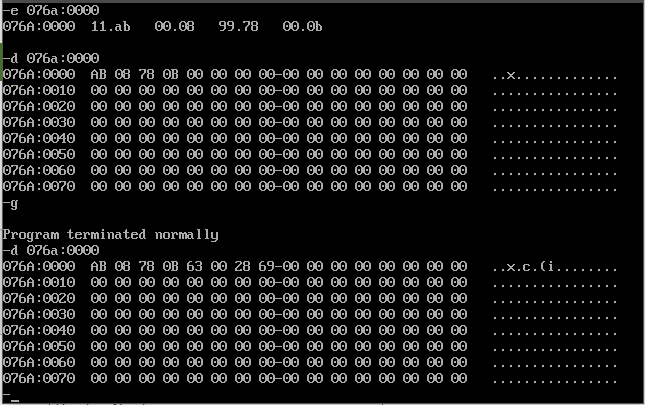 -e 076a:0000
076A:0000  11.ab   00.08   99.78   00.0b
-d 076a:0000
076A:0000  AB 08 78 0B 00 00 00 00-00 00 00 00 00 00 00 00   ..x.............
076A:0010  00 00 00 00 00 00 00 00-00 00 00 00 00 00 00 00   ................
076A:0020  00 00 00 00 00 00 00 00-00 00 00 00 00 00 00 00   ................
076A:0030  00 00 00 00 00 00 00 00-00 00 00 00 00 00 00 00   ................
076A:0040  00 00 00 00 00 00 00 00-00 00 00 00 00 00 00 00   ................
076A:0050  00 00 00 00 00 00 00 00-00 00 00 00 00 00 00 00   ................
076A:0060  00 00 00 00 00 00 00 00-00 00 00 00 00 00 00 00   ................
076A:0070  00 00 00 00 00 00 00 00-00 00 00 00 00 00 00 00   ................
-g
Program terminated normally
-d 076a:0000
076A:0000  AB 08 78 0B 63 00 28 69-00 00 00 00 00 00 00 00   ..x.c.(i........
076A:0010  00 00 00 00 00 00 00 00-00 00 00 00 00 00 00 00   ................
076A:0020  00 00 00 00 00 00 00 00-00 00 00 00 00 00 00 00   ................
076A:0030  00 00 00 00 00 00 00 00-00 00 00 00 00 00 00 00   ................
076A:0040  00 00 00 00 00 00 00 00-00 00 00 00 00 00 00 00   ................
076A:0050  00 00 00 00 00 00 00 00-00 00 00 00 00 00 00 00   ................
076A:0060  00 00 00 00 00 00 00 00-00 00 00 00 00 00 00 00   ................
076A:0070  00 00 00 00 00 00 00 00-00 00 00 00 00 00 00 00   ................
-_